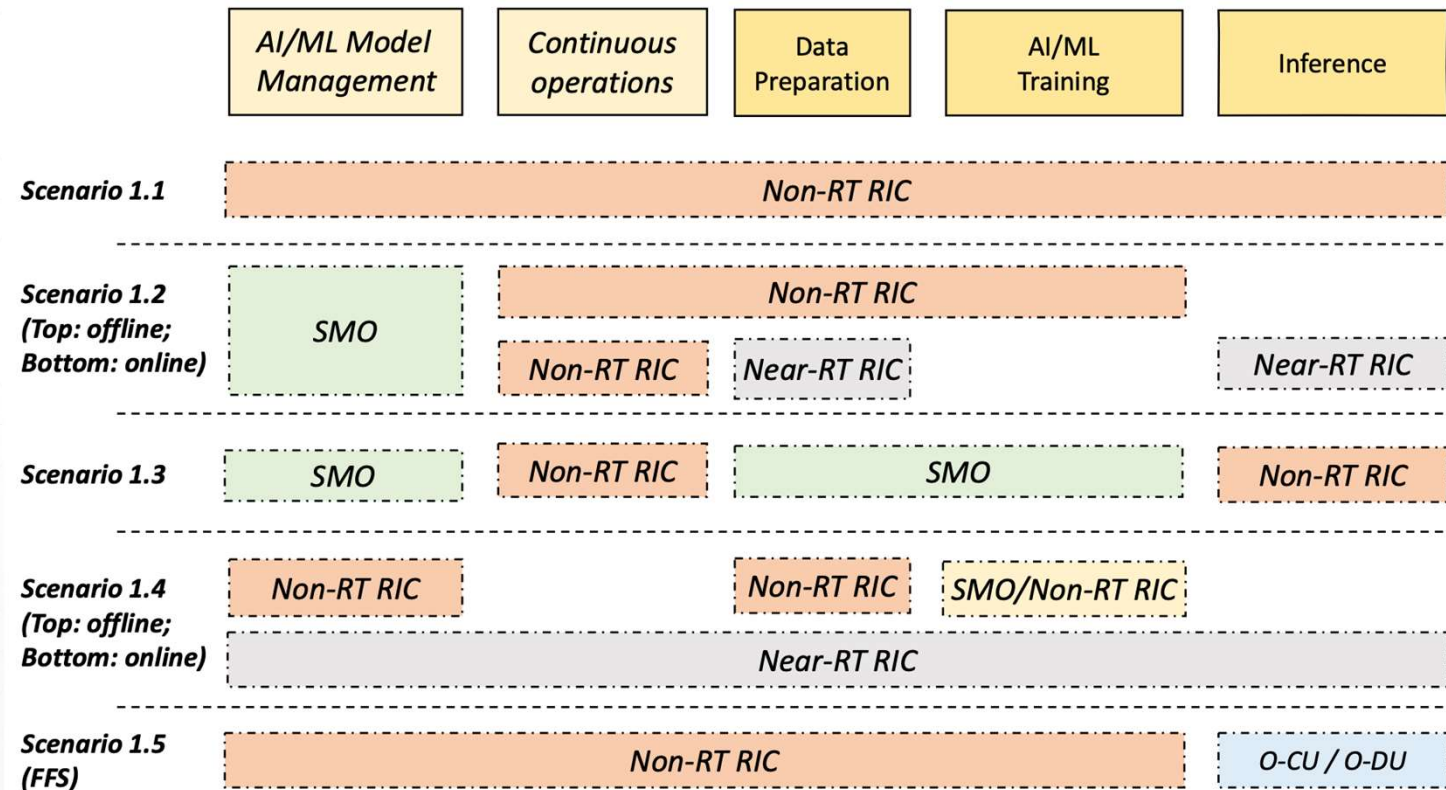 AI/ML Model
Management
Continuous
operations
Data
Preparation
AI/ML
Training
Inference
Scenario 1.1
Non-RT RIC
Scenario 1.2
(Top: offline;
Bottom: online)
SMO
Non-RT RIC
Non-RT RIC
Near-RT RIC
Near-RT RIC
Scenario 1.3
SMO
Non-RT RIC
SMO
Non-RT RIC
Scenario 1.4
(Top: offline;
Bottom: online)
Non-RT RIC
Non-RT RIC
SMO/Non-RT RIC
Near-RT RIC
Scenario 1.5
(FFS)
Non-RT RIC
O-CU / O-DU